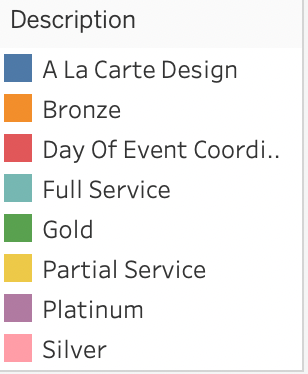 Description
A La Carte Design
Bronze
Day Of Event Coordi..
Full Service
Gold
Partial Service
Platinum
Silver